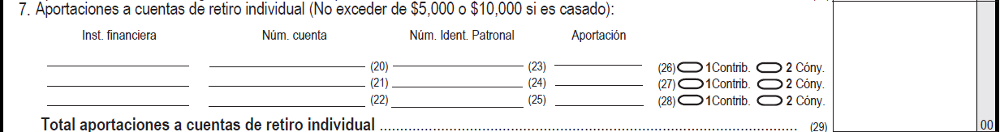 7. Aportaciones a cuentas de retiro individual (No exceder de $5,000 o $10,000 si es casado):
Inst. financiera Núm. cuenta Núm. Ident. Patronal Aportación
(20) (23) (26) 1Contrib. 2 Cóny.
(21) (24) (27) 1Contrib. 2 Cóny.
(22) (25) (28) 1Contrib. 2 Cóny.
Total aportaciones a cuentas de retiro individual (29) 00